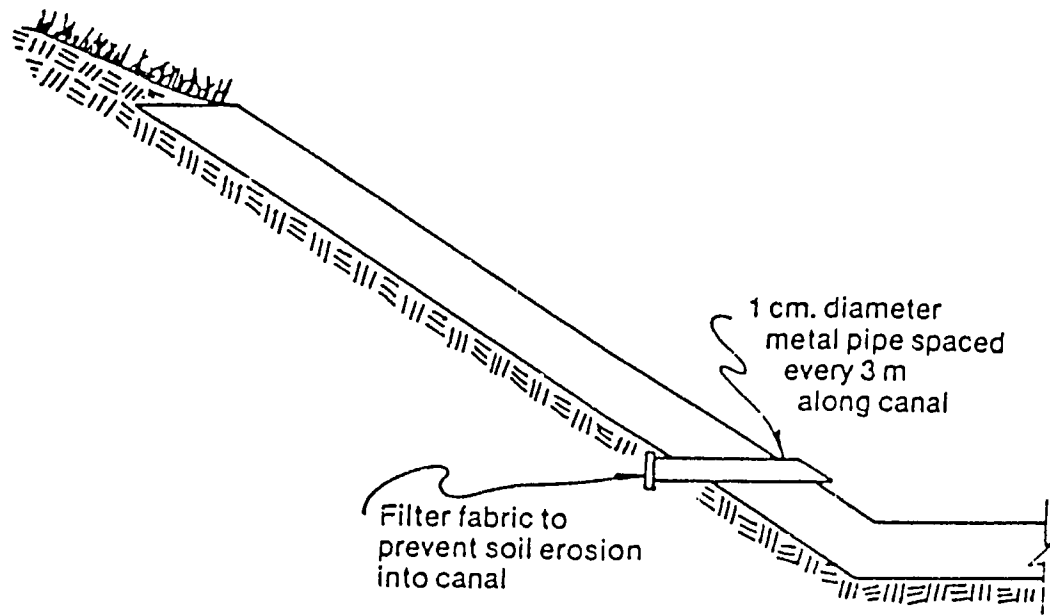 1 cm. diameter
metal pipe spaced
every 3 m
along canal
Filter fabric to
prevent soil erosion
into canal